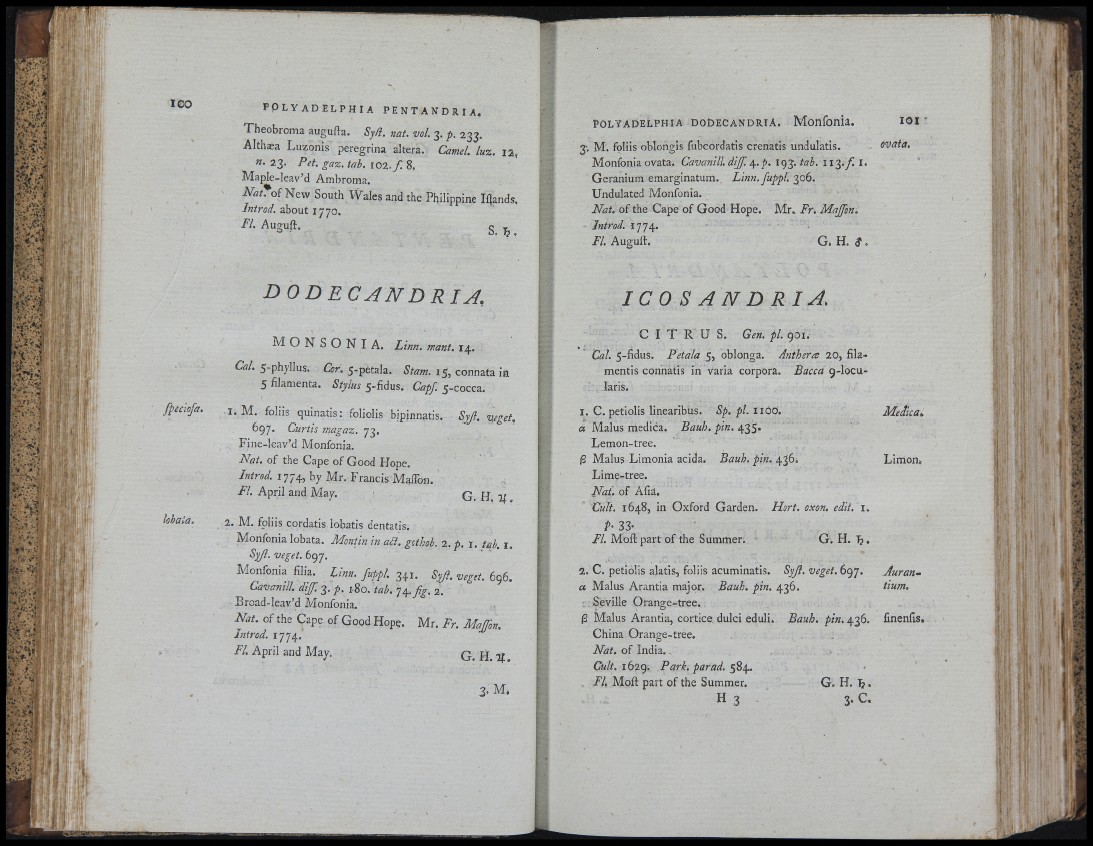 100
POLYADELPHIA PENTANDRIA.
Theobroma auguſta. Syſt. nat. vol. 3. p. 233.
Althæa Luzonis peregrina altera. Camel. luz. 12,
n. 23. Pet. gaz. tab. 102. f. 8,
Maple-leav'd Ambroma.
Nat. of New South Wales and the Philippine Iſlands.
Introd. about 1770.
Fl. Auguſt. S. ♄.
DODECANDRIA.
MONSONIA. Linn. mant. 14.
Cal. 5-phyllus. Cor. 5-petala. Stam. 15, connata in
5 filamenta. Stylus 5-fidus. Capſ. 5-cocca.
ſpecioſa. 1. M. foliis quinatis: foliolis bipinnatis. Syſt. veget.
697. Curtis magaz. 73.
Fine-leav'd Monſonia.
Nat. of the Cape of Good Hope.
Introd. 1774, by Mr. Francis Maſſon.
Fl. April and May. G. H. ♃.
lobata. 2. M. foliis cordatis lobatis dentatis.
Monſonia lobata. Montin in act. gothob. 2. p. 1. tab. 1.
Syſt. veget. 697.
Monſonia filia. Linn. ſuppl. 341. Syſt. veget. 696.
Cavanill. diſſ. 3. p. 180. tab. 74. fig. 2.
Broad-leav'd Monſonia.
Nat. of the Cape of Good Hope. Mr. Fr. Maſſon.
Introd. 1774.
Fl. April and May. G. H. ♃.
3. M.
POLYADELPHIA DODECANDRIA. Monſonia. 101
3. M. foliis oblongis ſubcordatis crenatis undulatis. ovata.
Monſonia ovata. Cavanill. diſſ. 4. p. 193. tab. 113. f. 1.
Geranium emarginatum. Linn. ſuppl. 306.
Undulated Monſonia.
Nat. of the Cape of Good Hope. Mr. Fr. Maſſon.
Introd. 1774.
Fl. Auguſt. G. H. ♂.
ICOSANDRIA.
CITRUS. Gen. pl. 901.
Cal. 5-fidus. Petala 5, oblonga. Antheræ 20, fila-
mentis connatis in varia corpora. Bacca 9-locu-
laris.
1. C. petiolis linearibus. Sp. pl. 1100. Medica.
α Malus medica. Bauh. pin. 435.
Lemon-tree.
β Malus Limonia acida. Bauh. pin. 436. Limon.
Lime-tree.
Nat. of Aſia.
Cult. 1648, in Oxford Garden. Hort. oxon. edit. 1.
p. 33.
Fl. Moſt part of the Summer. G. H. ♄.
2. C. petiolis alatis, foliis acuminatis. Syſt. veget. 697. Auran-
α Malus Arantia major. Bauh. pin. 436. tium.
Seville Orange-tree.
β Malus Arantia, cortice dulci eduli. Bauh. pin. 436. ſinenſis.
China Orange-tree.
Nat. of India.
Cult. 1629. Park. parad. 584.
Fl. Moſt part of the Summer. G. H. ♄.
H 3 3. C.